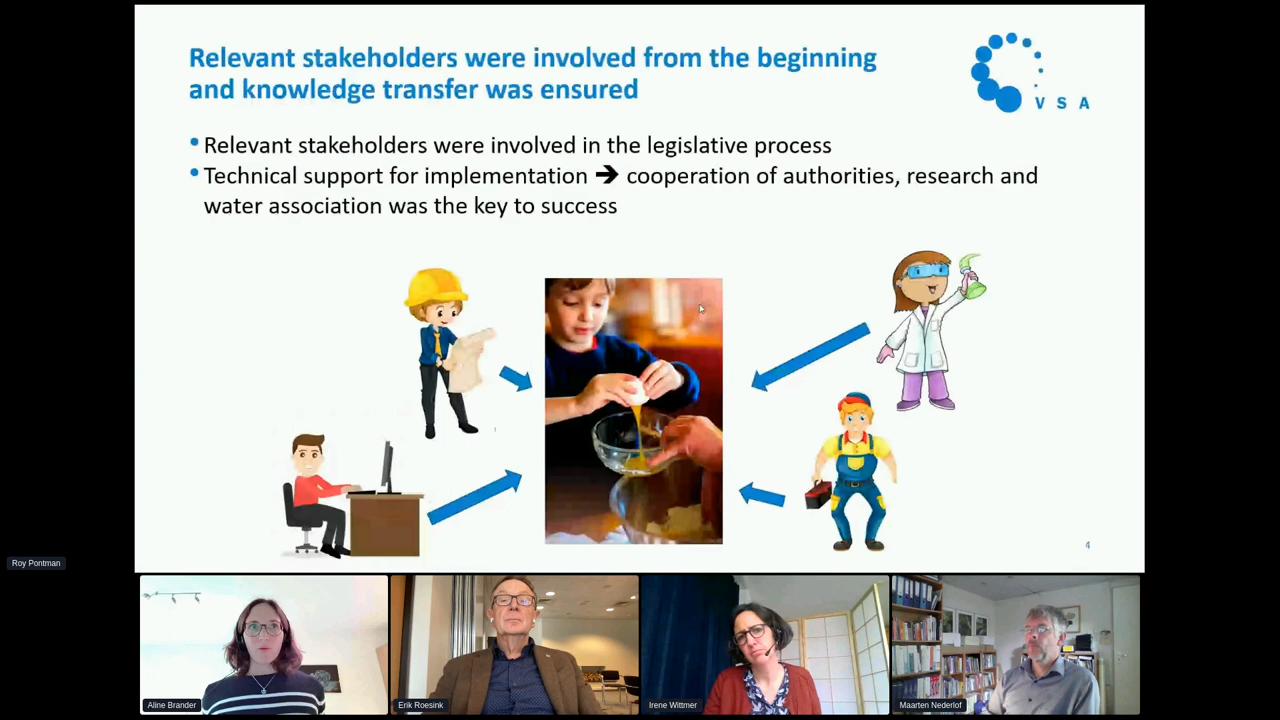 Relevant stakeholders were involved from the beginning
and knowledge transfer was ensured
V S A
• Relevant stakeholders were involved in the legislative process
• Technical support for implementation ➔ cooperation of authorities, research and
water association was the key to success
4
Roy Pontman
Aline Brander
Erik Roesink
Irene Wittmer
Maarten Nederlof